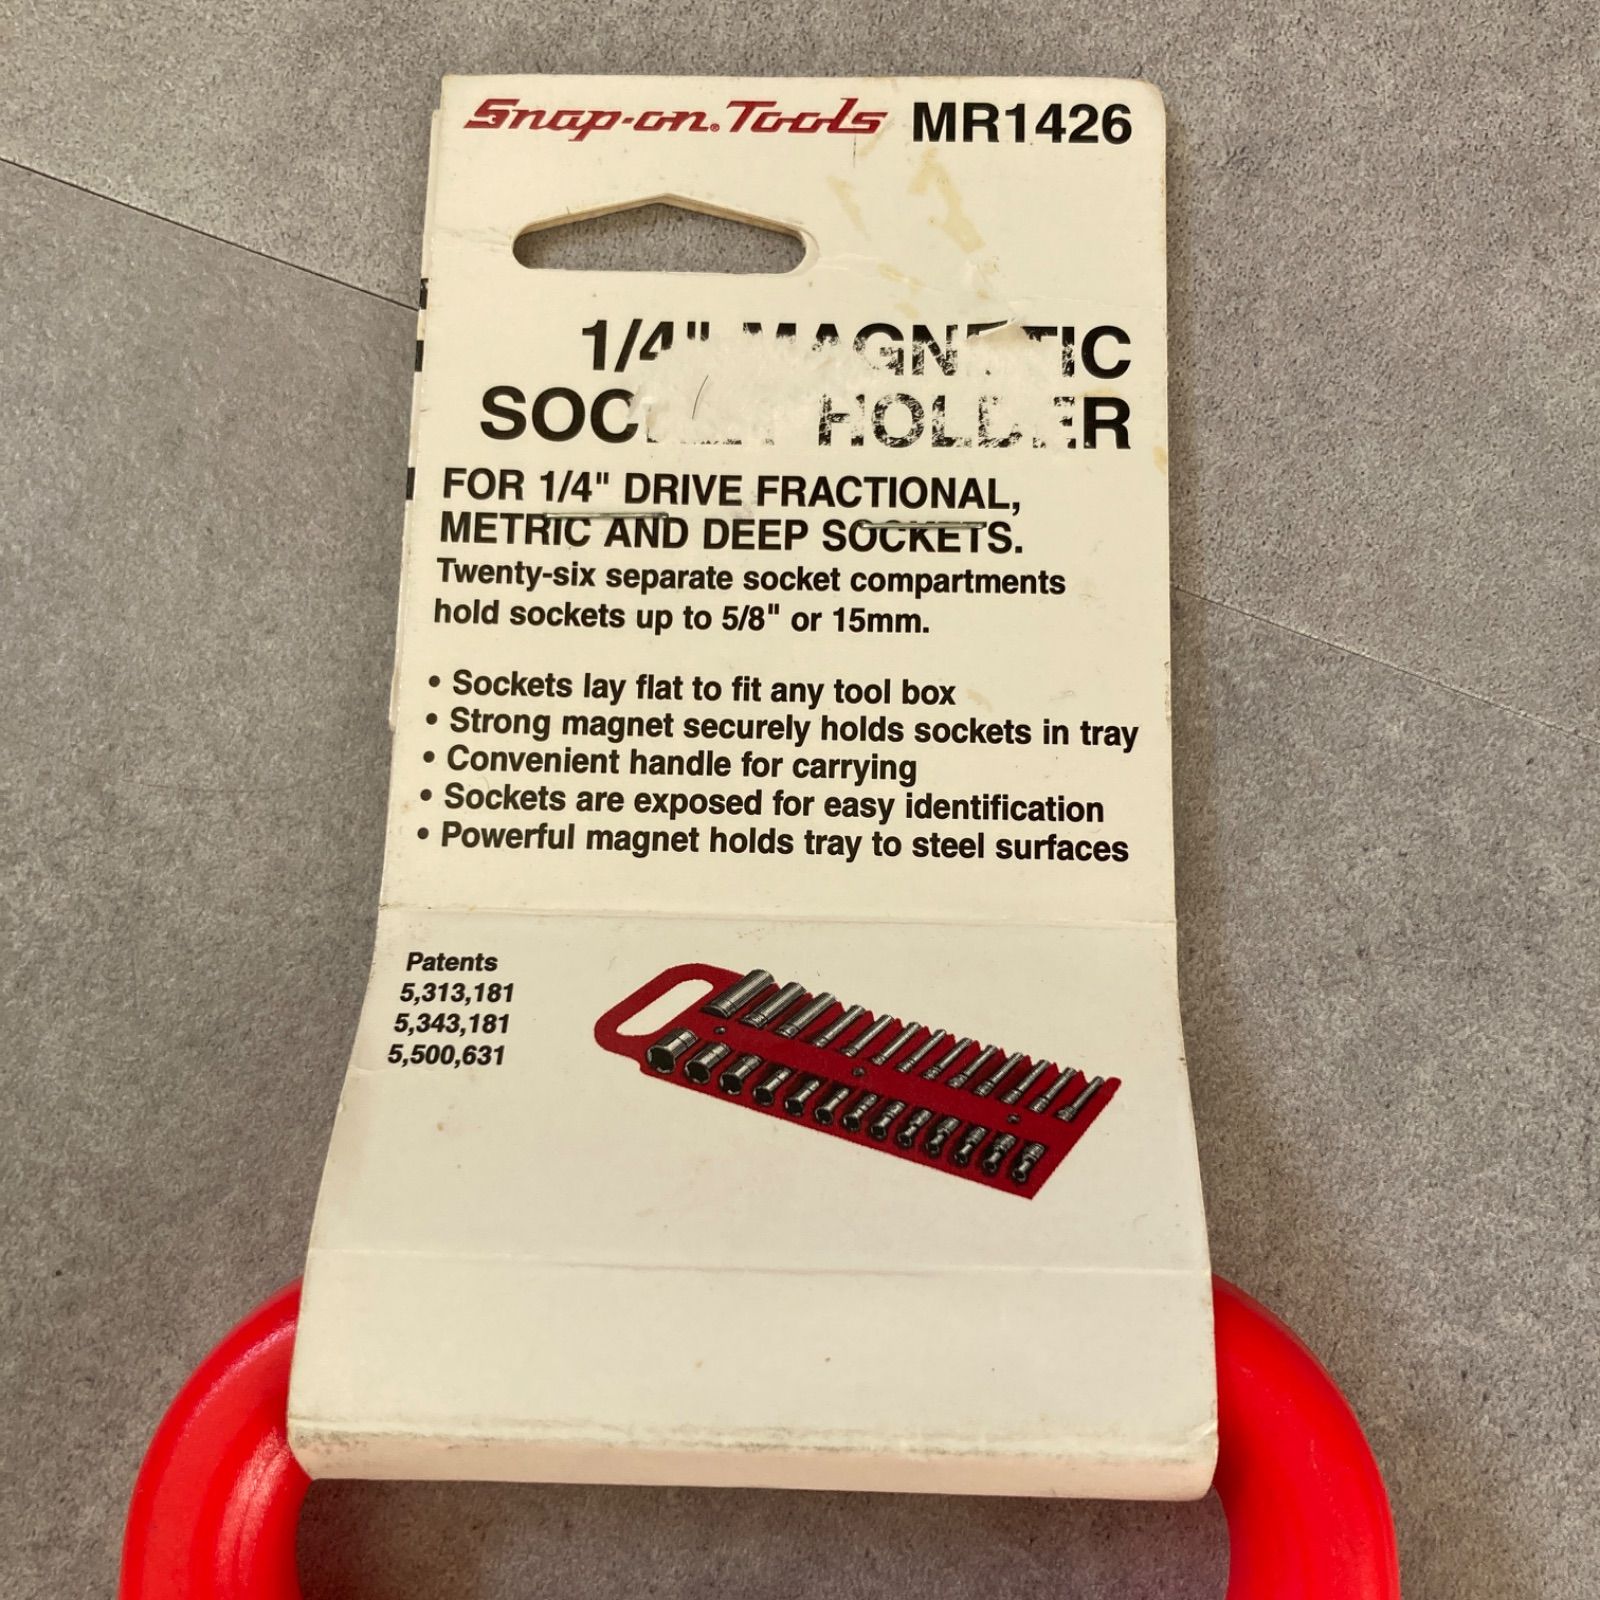 Snap-on Tools MR1426
1/4" MAGNETIC
SOCKET HOLDER
FOR 1/4" DRIVE FRACTIONAL,
METRIC AND DEEP SOCKETS.
Twenty-six separate socket compartments
hold sockets up to 5/8" or 15mm.
• Sockets lay flat to fit any tool box
• Strong magnet securely holds sockets in tray
• Convenient handle for carrying
• Sockets are exposed for easy identification
• Powerful magnet holds tray to steel surfaces
Patents
5,313,181
5,343,181
5,500,631